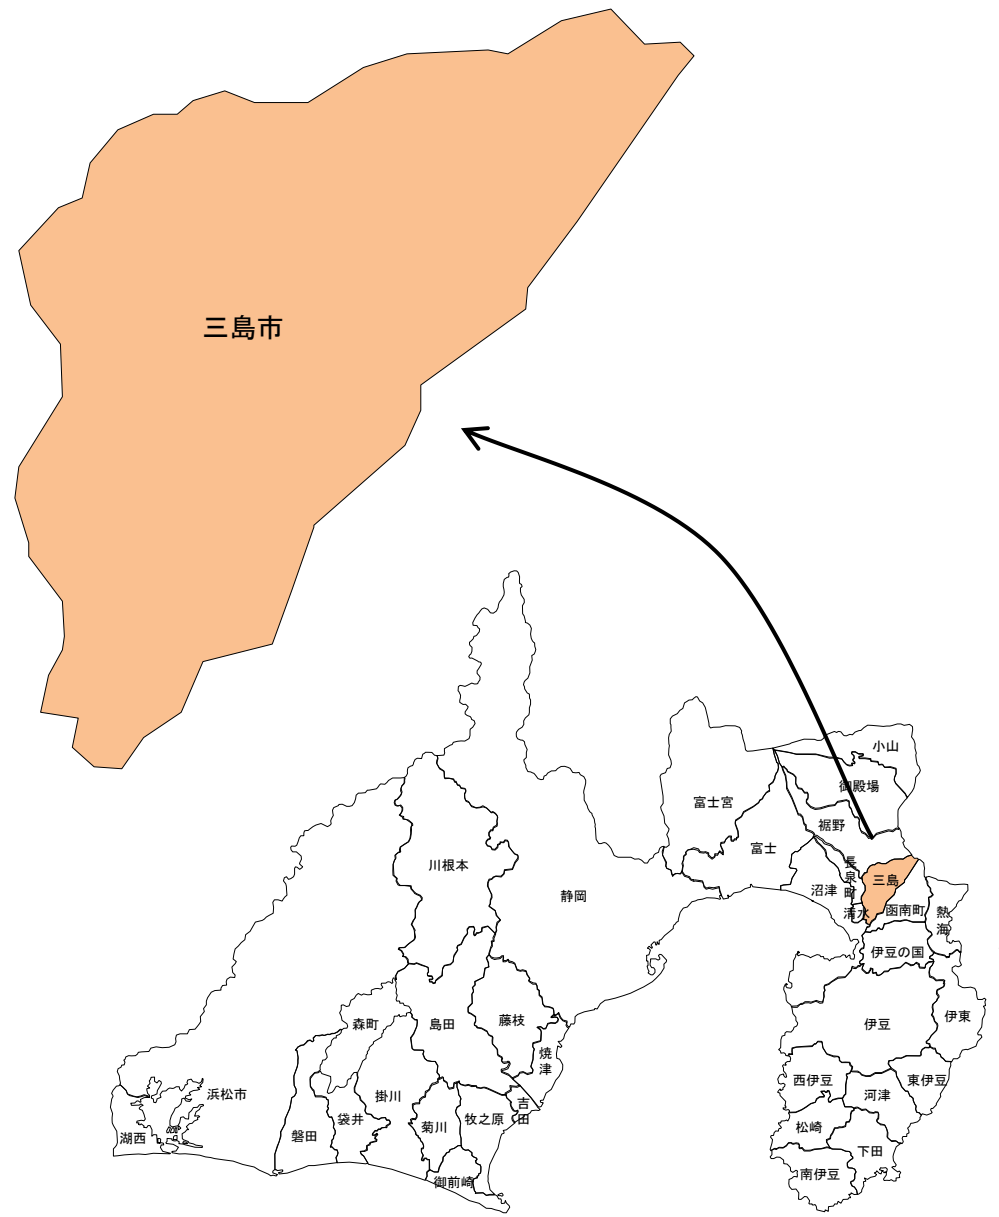 三島市
小山
御殿場
富士宮
裾野
富士
長泉町
三島
沼津
清水
函南町
熱海
川根本
静岡
伊豆の国
森町
島田
藤枝
伊豆
伊東
焼津
西伊豆
東伊豆
浜松市
掛川
河津
吉田
湖西
磐田
袋井
菊川
牧之原
松崎
下田
御前崎
南伊豆